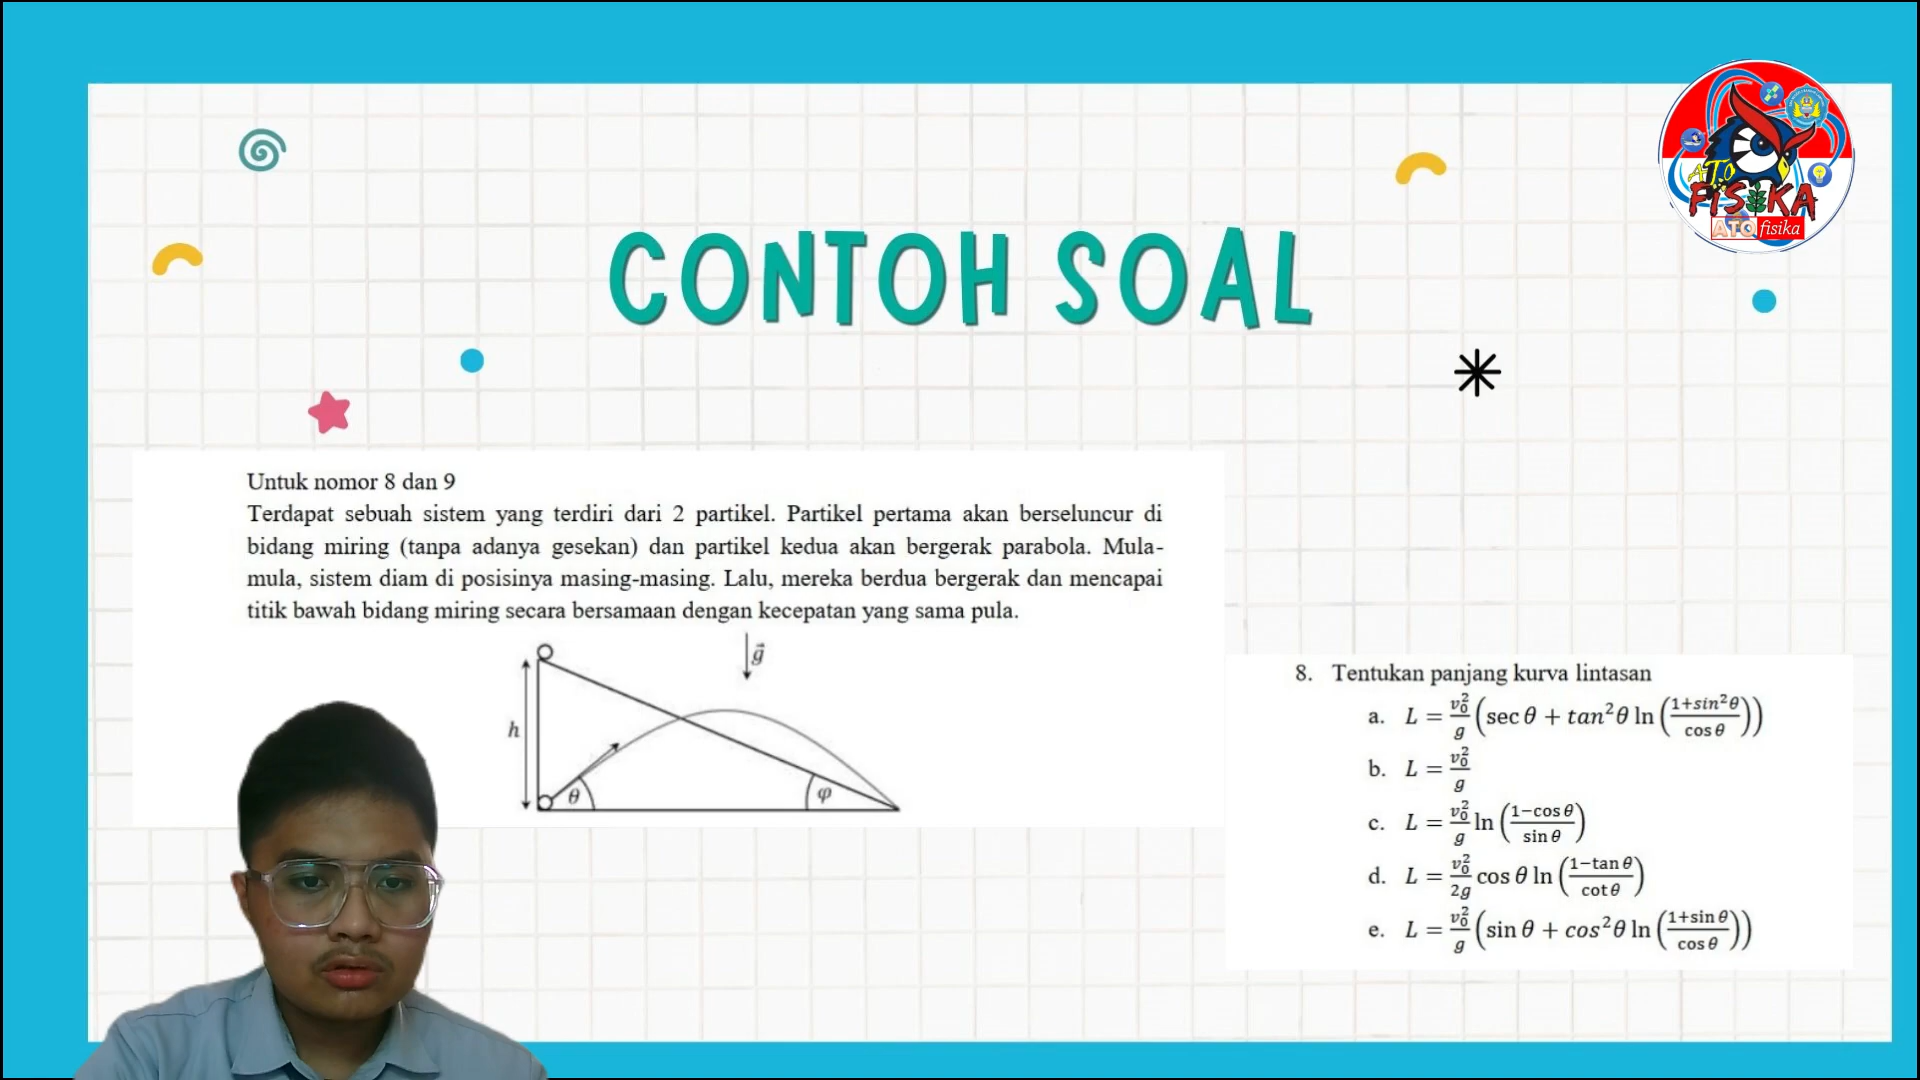 ATO
FISIKA
ATO fisika
CONTOH SOAL
Untuk nomor 8 dan 9
Terdapat sebuah sistem yang terdiri dari 2 partikel. Partikel pertama akan berseluncur di
bidang miring (tanpa adanya gesekan) dan partikel kedua akan bergerak parabola. Mula-
mula, sistem diam di posisinya masing-masing. Lalu, mereka berdua bergerak dan mencapai
titik bawah bidang miring secara bersamaan dengan kecepatan yang sama pula.
g⃗
h
θ
φ
8. Tentukan panjang kurva lintasan
a. L = v₀²/g (sec θ + tan²θ ln((1+sin²θ)/cos θ))
b. L = v₀²/g
c. L = v₀²/g ln((1−cos θ)/sin θ)
d. L = v₀²/2g cos θ ln((1−tan θ)/cot θ)
e. L = v₀²/g (sin θ + cos²θ ln((1+sin θ)/cos θ))